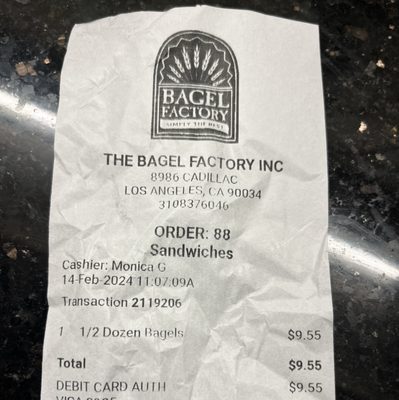 BAGEL
FACTORY
SIMPLY THE BEST
THE BAGEL FACTORY INC
8986 CADILLAC
LOS ANGELES, CA 90034
3108376046
ORDER: 88
Sandwiches
Cashier: Monica G
14-Feb-2024 11:07:09A
Transaction 2119206
1 1/2 Dozen Bagels $9.55
Total $9.55
DEBIT CARD AUTH $9.55
VISA